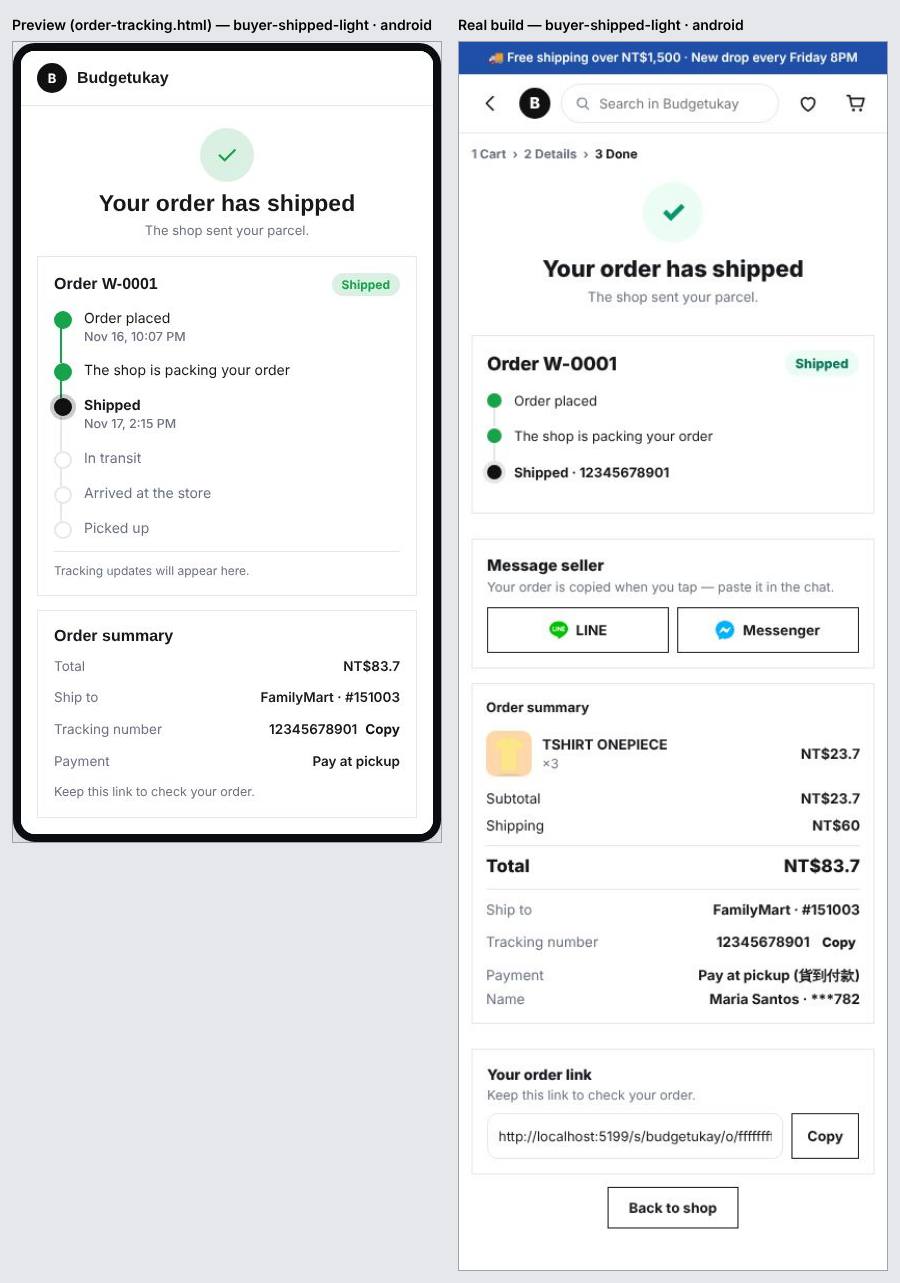 Preview (order-tracking.html) — buyer-shipped-light · android
B Budgetukay
Your order has shipped
The shop sent your parcel.
Order W-0001 Shipped
Order placed
Nov 16, 10:07 PM
The shop is packing your order
Shipped
Nov 17, 2:15 PM
In transit
Arrived at the store
Picked up
Tracking updates will appear here.
Order summary
Total NT$83.7
Ship to FamilyMart · #151003
Tracking number 12345678901 Copy
Payment Pay at pickup
Keep this link to check your order.
Real build — buyer-shipped-light · android
🚚 Free shipping over NT$1,500 · New drop every Friday 8PM
B Search in Budgetukay
1 Cart › 2 Details › 3 Done
Your order has shipped
The shop sent your parcel.
Order W-0001 Shipped
Order placed
The shop is packing your order
Shipped · 12345678901
Message seller
Your order is copied when you tap — paste it in the chat.
LINE LINE Messenger
Order summary
TSHIRT ONEPIECE NT$23.7
×3
Subtotal NT$23.7
Shipping NT$60
Total NT$83.7
Ship to FamilyMart · #151003
Tracking number 12345678901 Copy
Payment Pay at pickup (貨到付款)
Name Maria Santos · ***782
Your order link
Keep this link to check your order.
http://localhost:5199/s/budgetukay/o/fffffff Copy
Back to shop